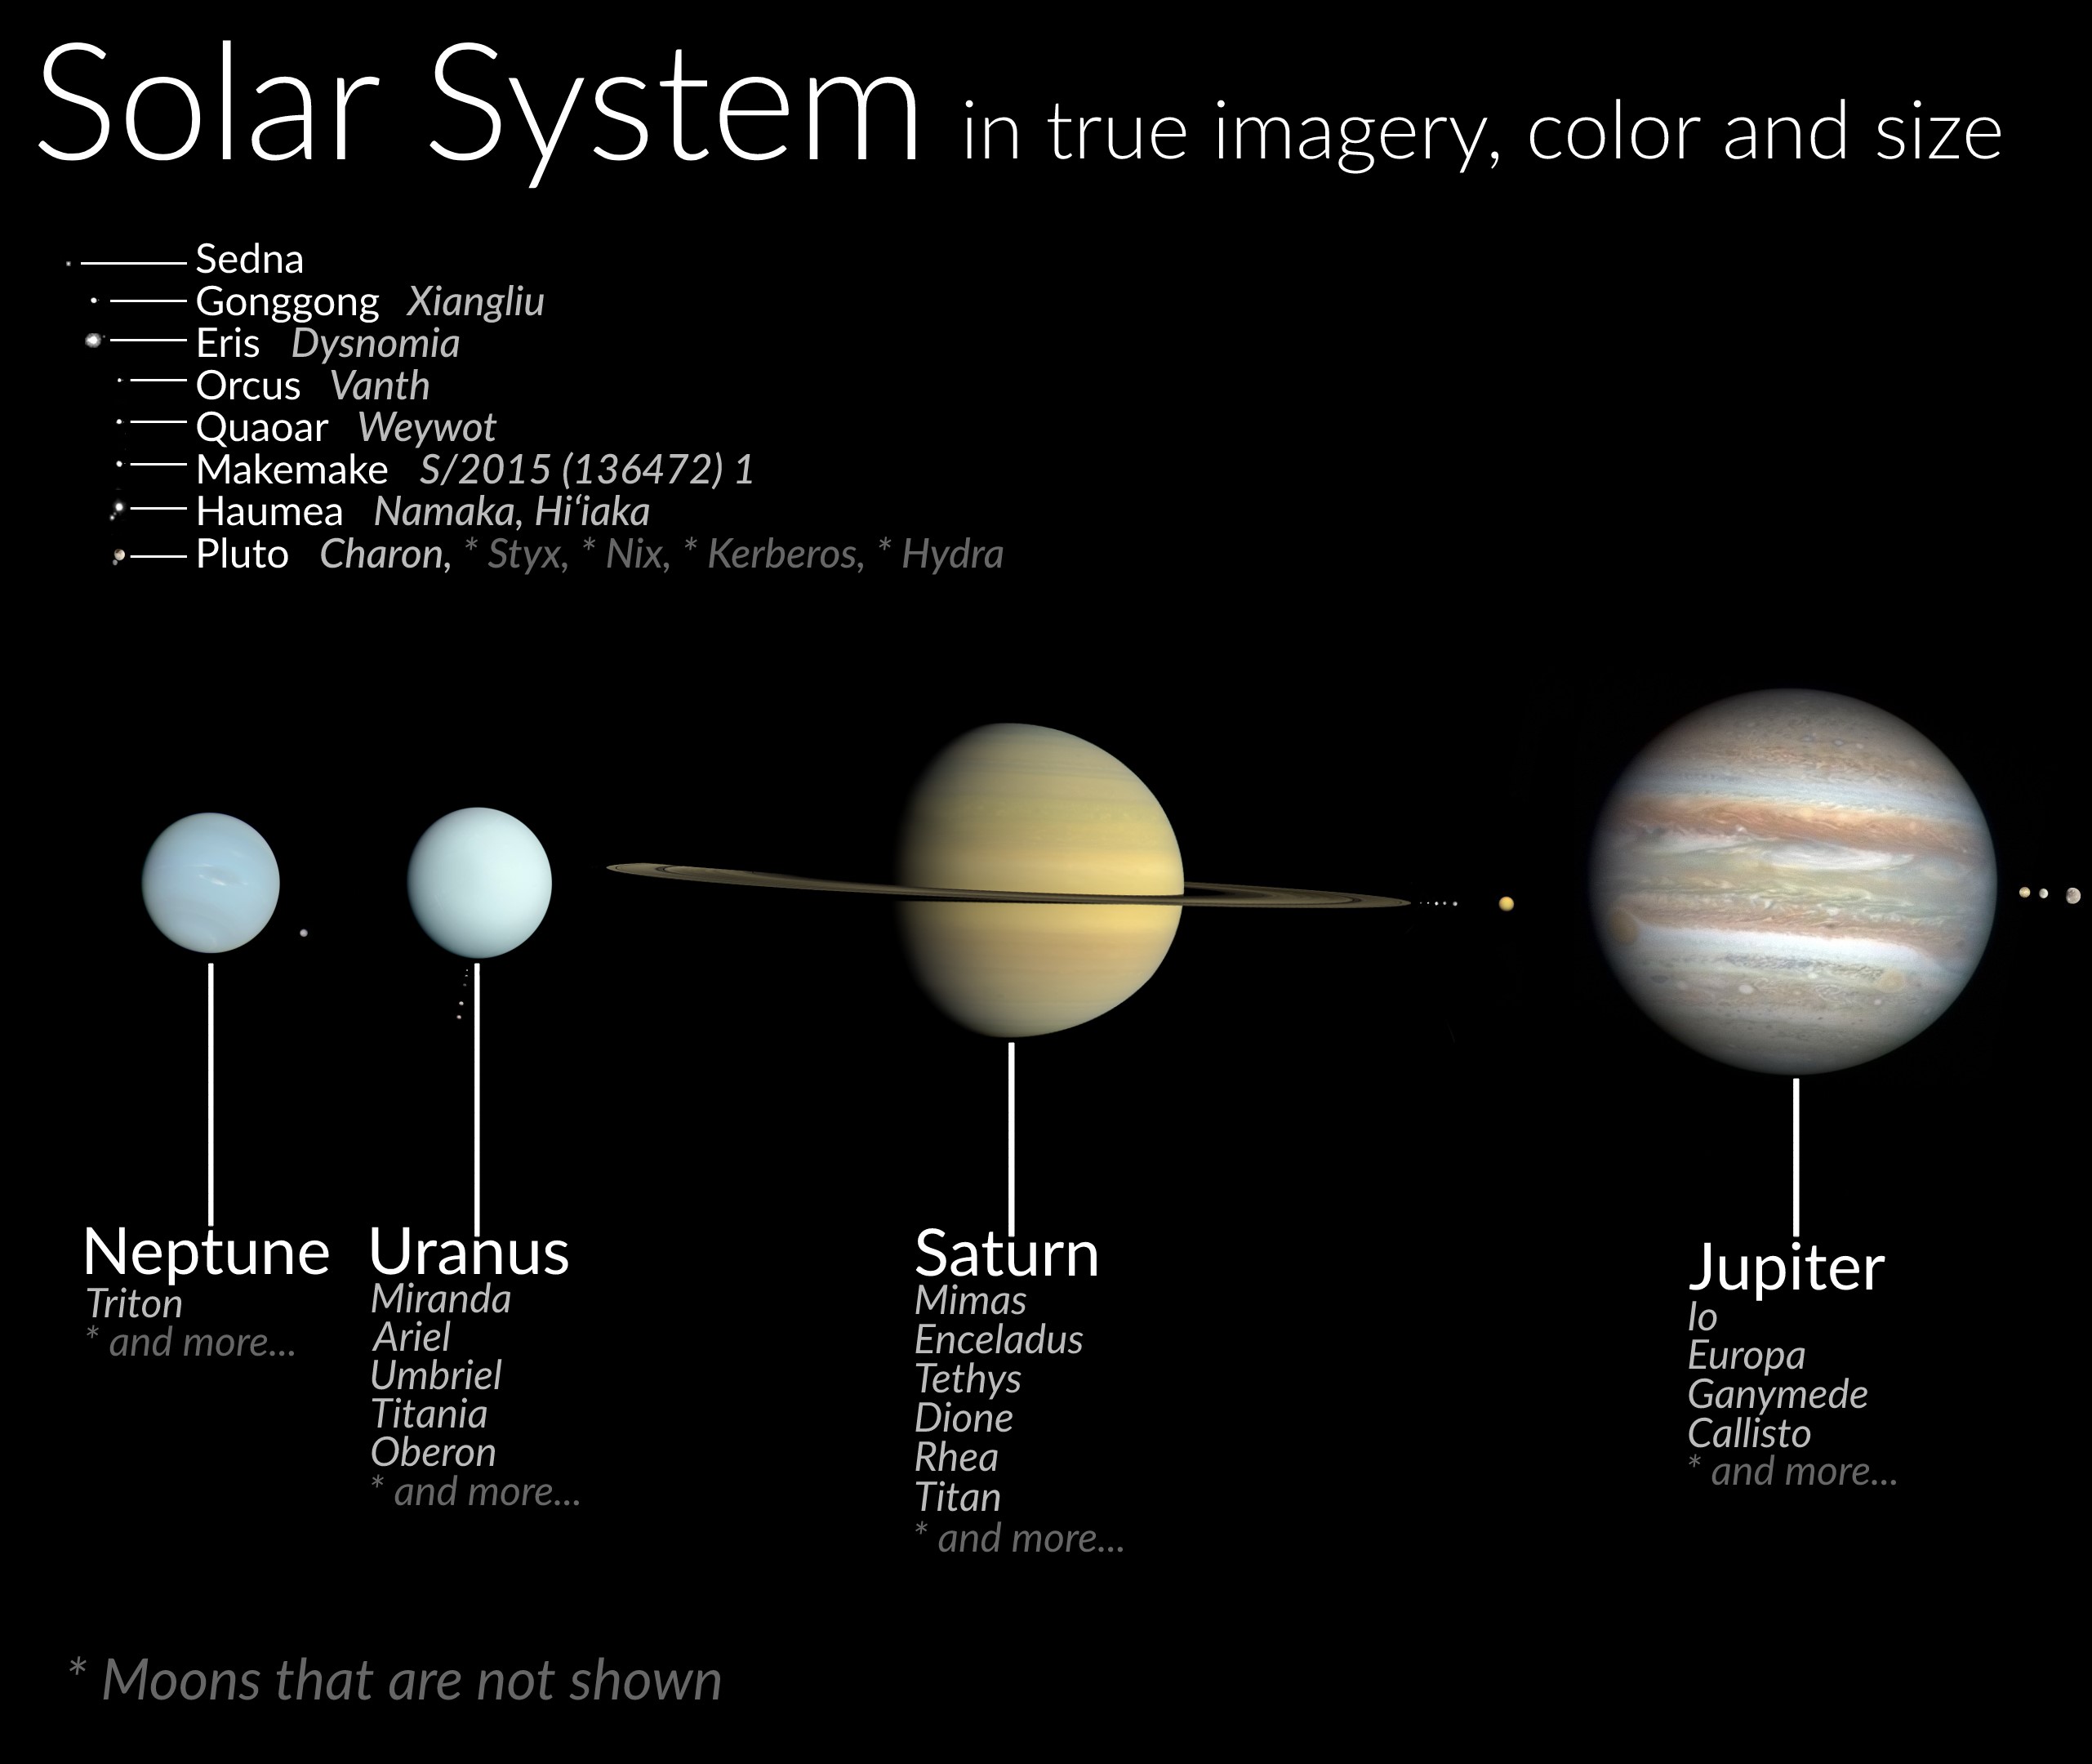 Solar System in true imagery, color and size
Sedna
Gonggong Xiangliu
Eris Dysnomia
Orcus Vanth
Quaoar Weywot
Makemake S/2015 (136472) 1
Haumea Namaka, Hiʻiaka
Pluto Charon, * Styx, * Nix, * Kerberos, * Hydra
Neptune
Triton
* and more...
Uranus
Miranda
Ariel
Umbriel
Titania
Oberon
* and more...
Saturn
Mimas
Enceladus
Tethys
Dione
Rhea
Titan
* and more...
Jupiter
Io
Europa
Ganymede
Callisto
* and more...
* Moons that are not shown